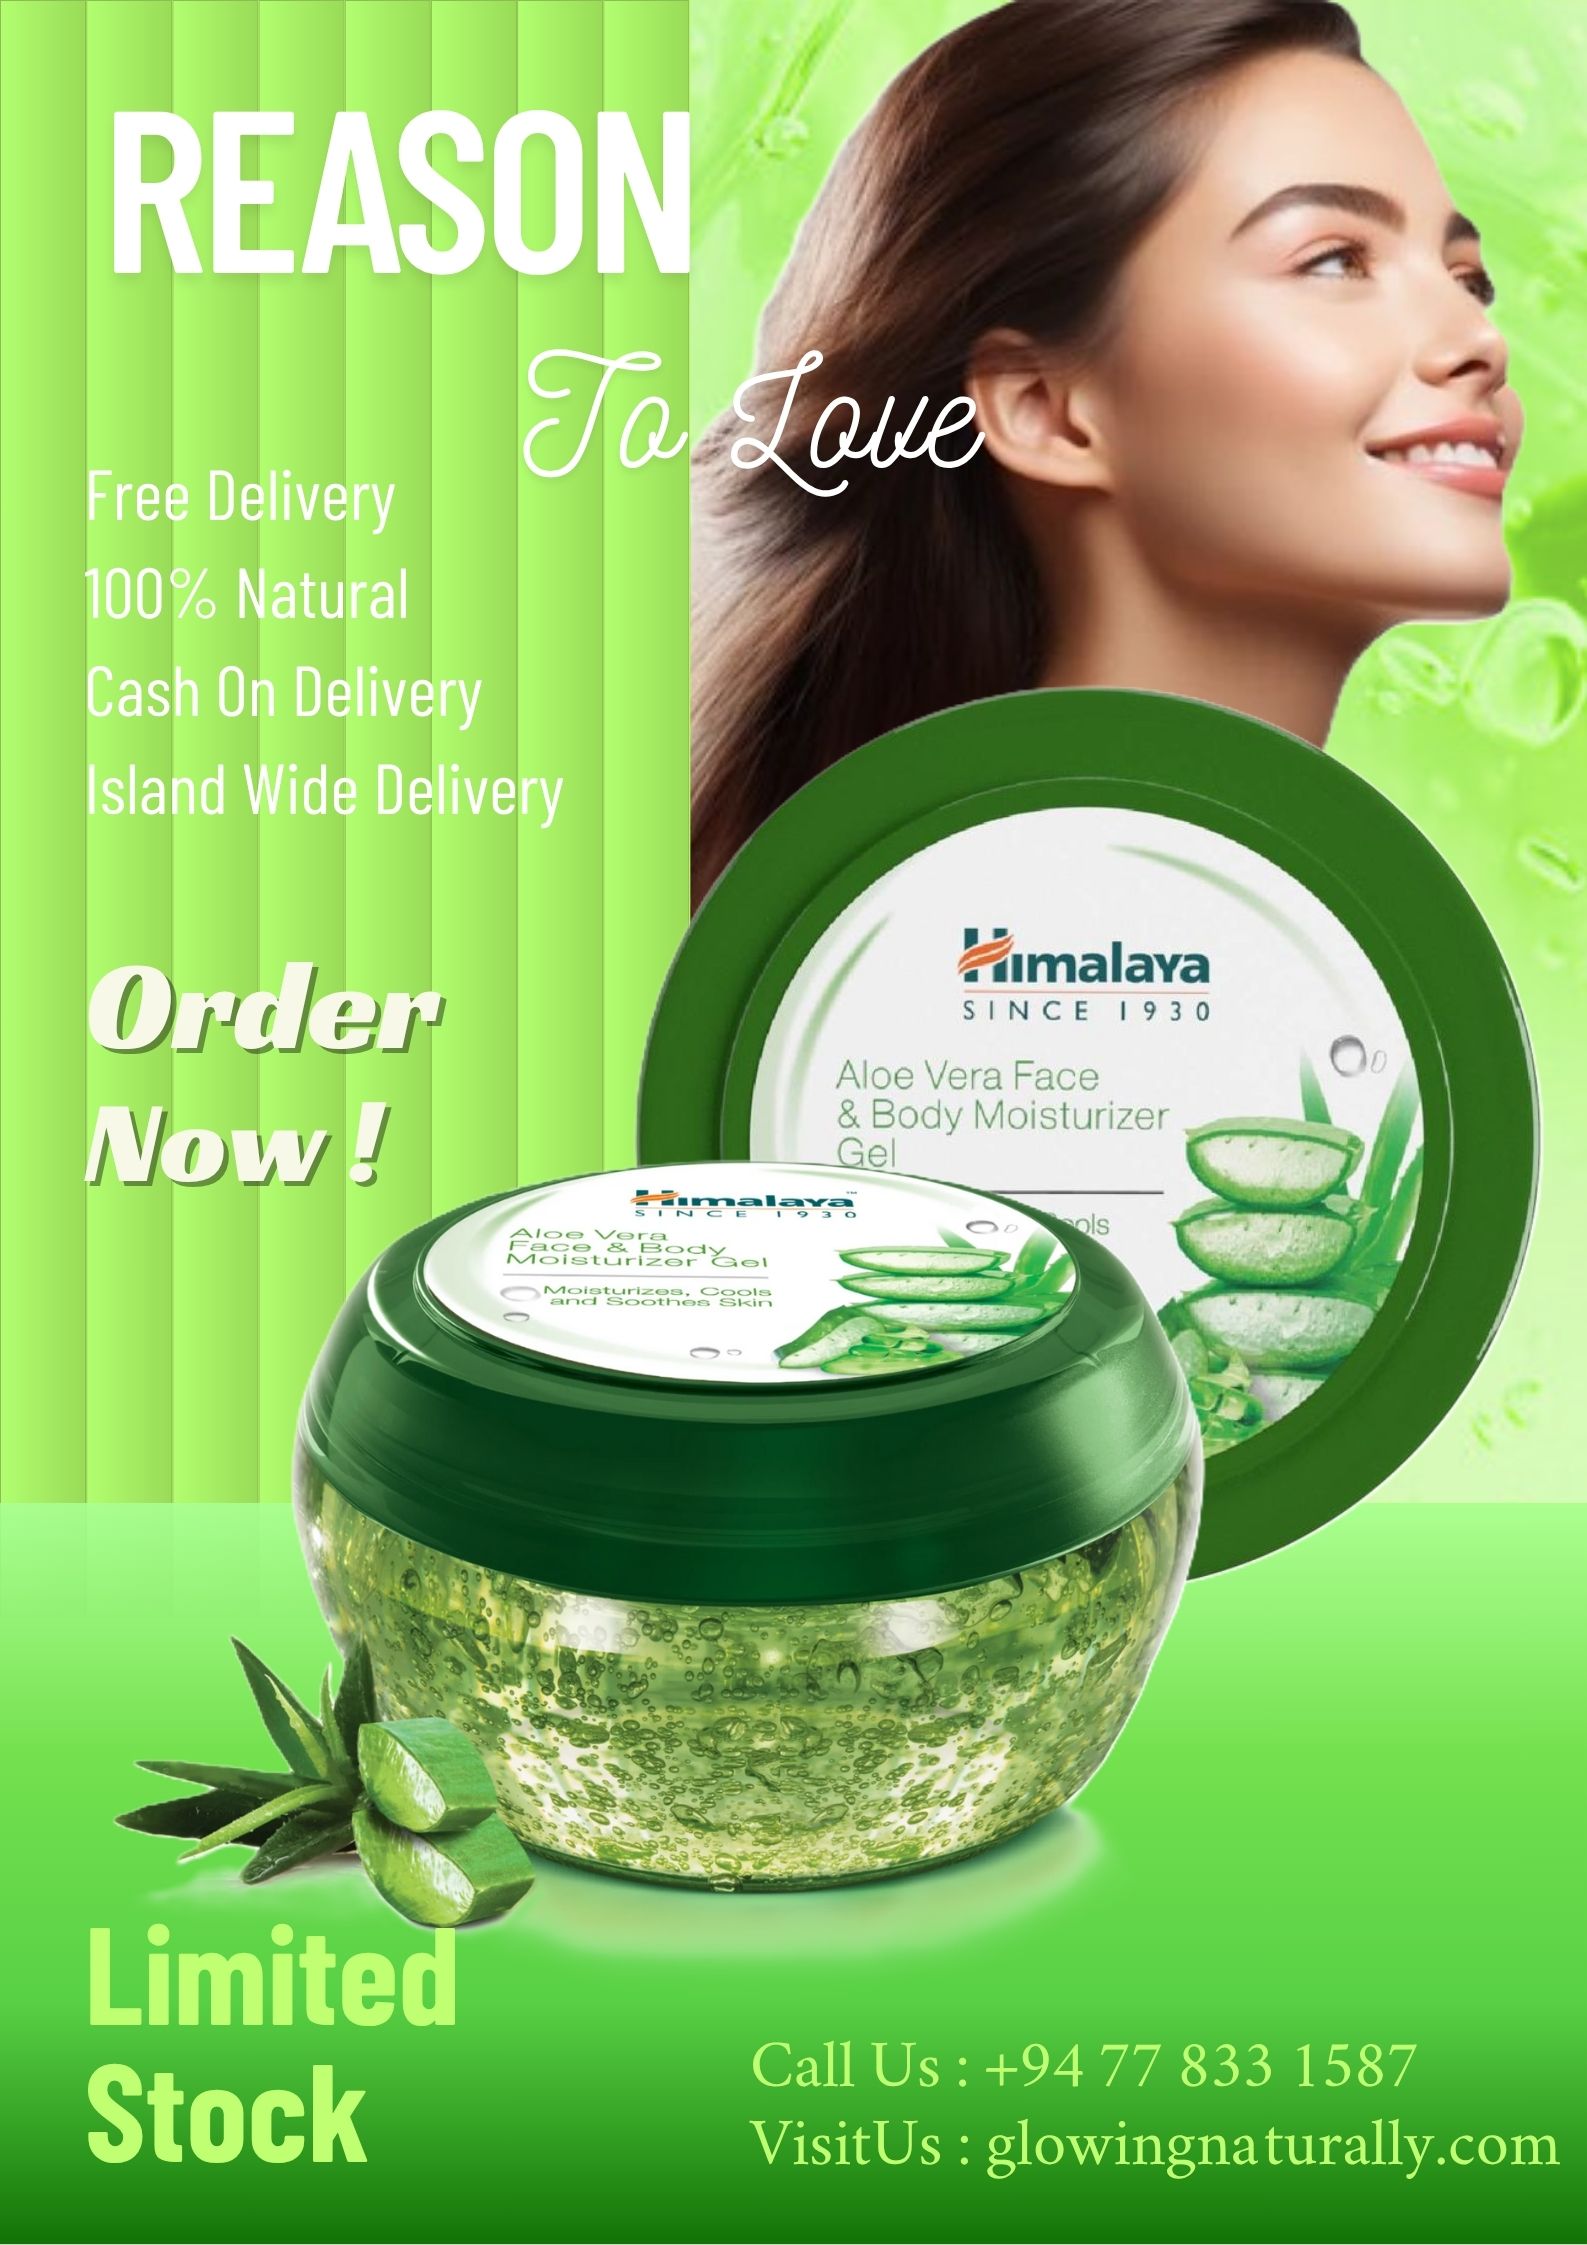 REASON
To Love
Free Delivery
100% Natural
Cash On Delivery
Island Wide Delivery
Order
Now !
Himalaya
SINCE 1930
Aloe Vera Face
& Body Moisturizer
Gel
Himalaya™
SINCE 1930
Aloe Vera
Face & Body
Moisturizer Gel
Moisturizes, Cools
and Soothes Skin
Limited
Stock
Call Us : +94 77 833 1587
VisitUs : glowingnaturally.com